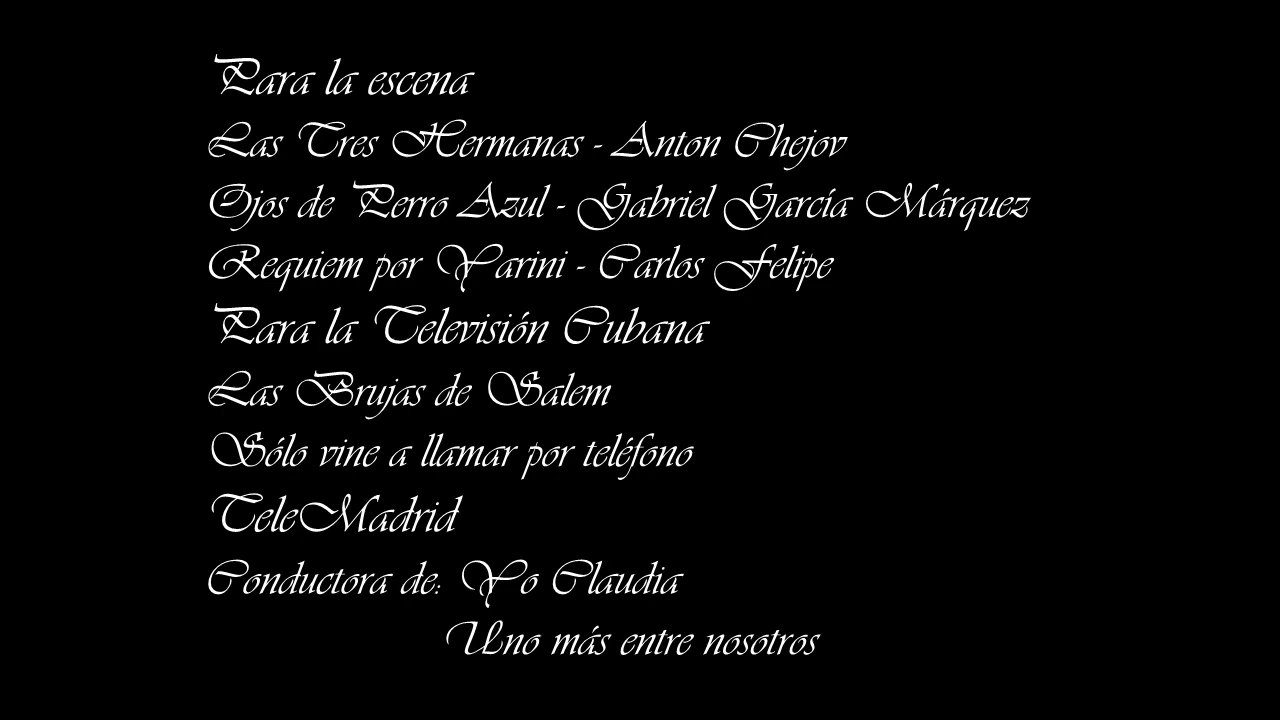 Para la escena
Las Tres Hermanas - Anton Chejov
Ojos de Perro Azul - Gabriel García Márquez
Requiem por Yarini - Carlos Felipe
Para la Televisión Cubana
Las Brujas de Salem
Sólo vine a llamar por teléfono
TeleMadrid
Conductora de: Yo Claudia
Uno más entre nosotros